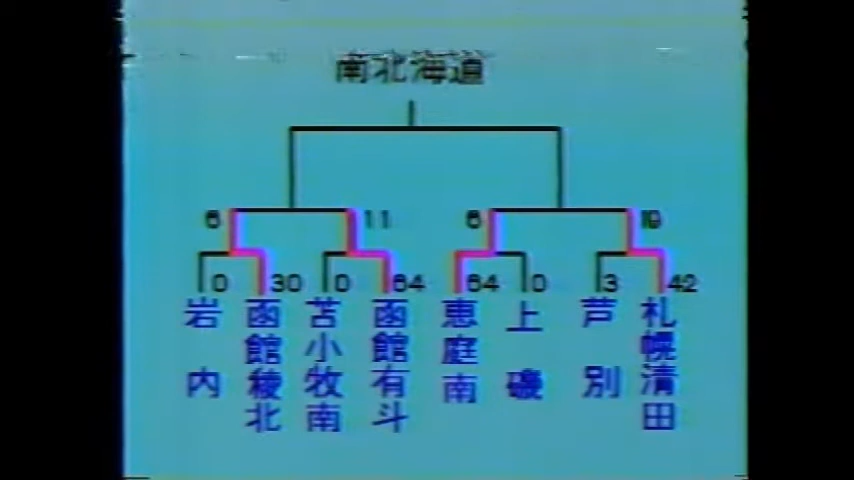 南北海道
6
11
6
19
0
30
0
64
64
0
3
42
岩内
函館稜北
苫小牧南
函館有斗
恵庭南
上磯
芦別
札幌清田